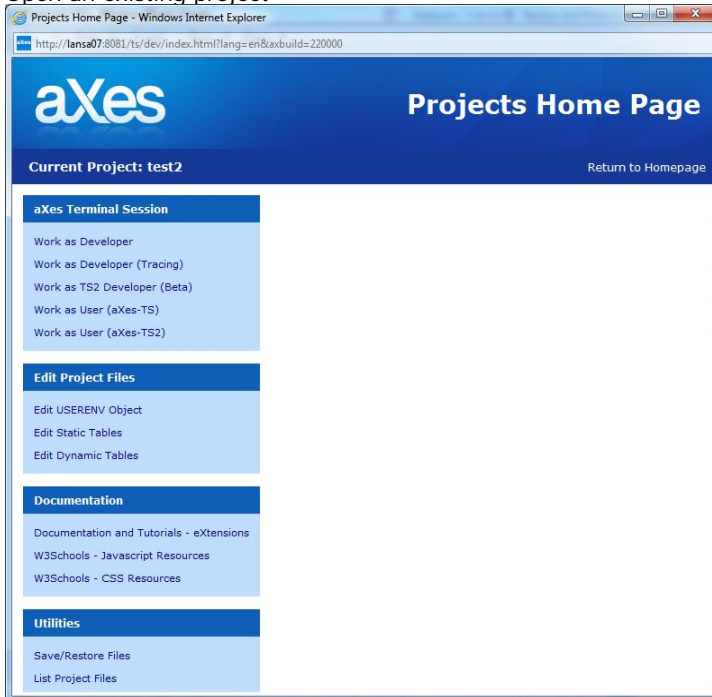 Open an existing project
Projects Home Page - Windows Internet Explorer
http://lansa07:8081/ts/dev/index.html?lang=en&axbuild=220000
aXes
Projects Home Page
Current Project: test2
Return to Homepage
aXes Terminal Session
Work as Developer
Work as Developer (Tracing)
Work as TS2 Developer (Beta)
Work as User (aXes-TS)
Work as User (aXes-TS2)
Edit Project Files
Edit USERENV Object
Edit Static Tables
Edit Dynamic Tables
Documentation
Documentation and Tutorials - eXtensions
W3Schools - Javascript Resources
W3Schools - CSS Resources
Utilities
Save/Restore Files
List Project Files